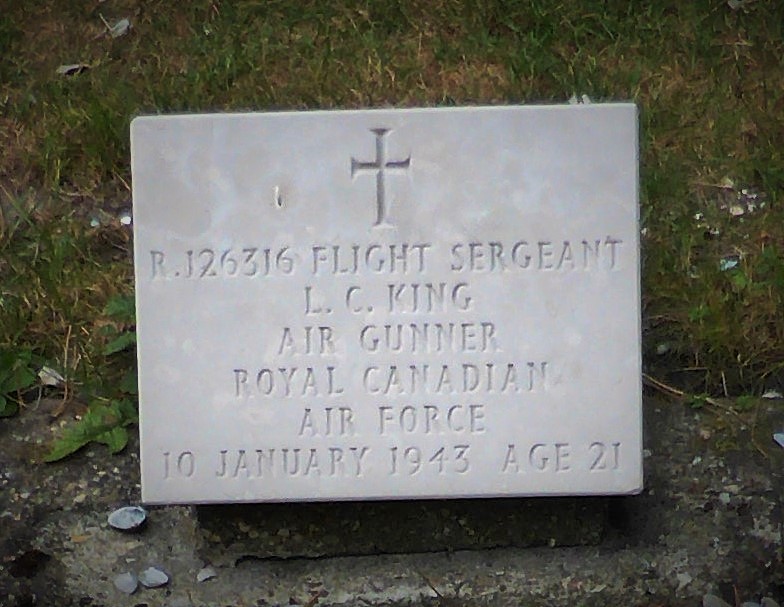 R.126316 FLIGHT SERGEANT
L. C. KING
AIR GUNNER
ROYAL CANADIAN
AIR FORCE
10 JANUARY 1943 AGE 21